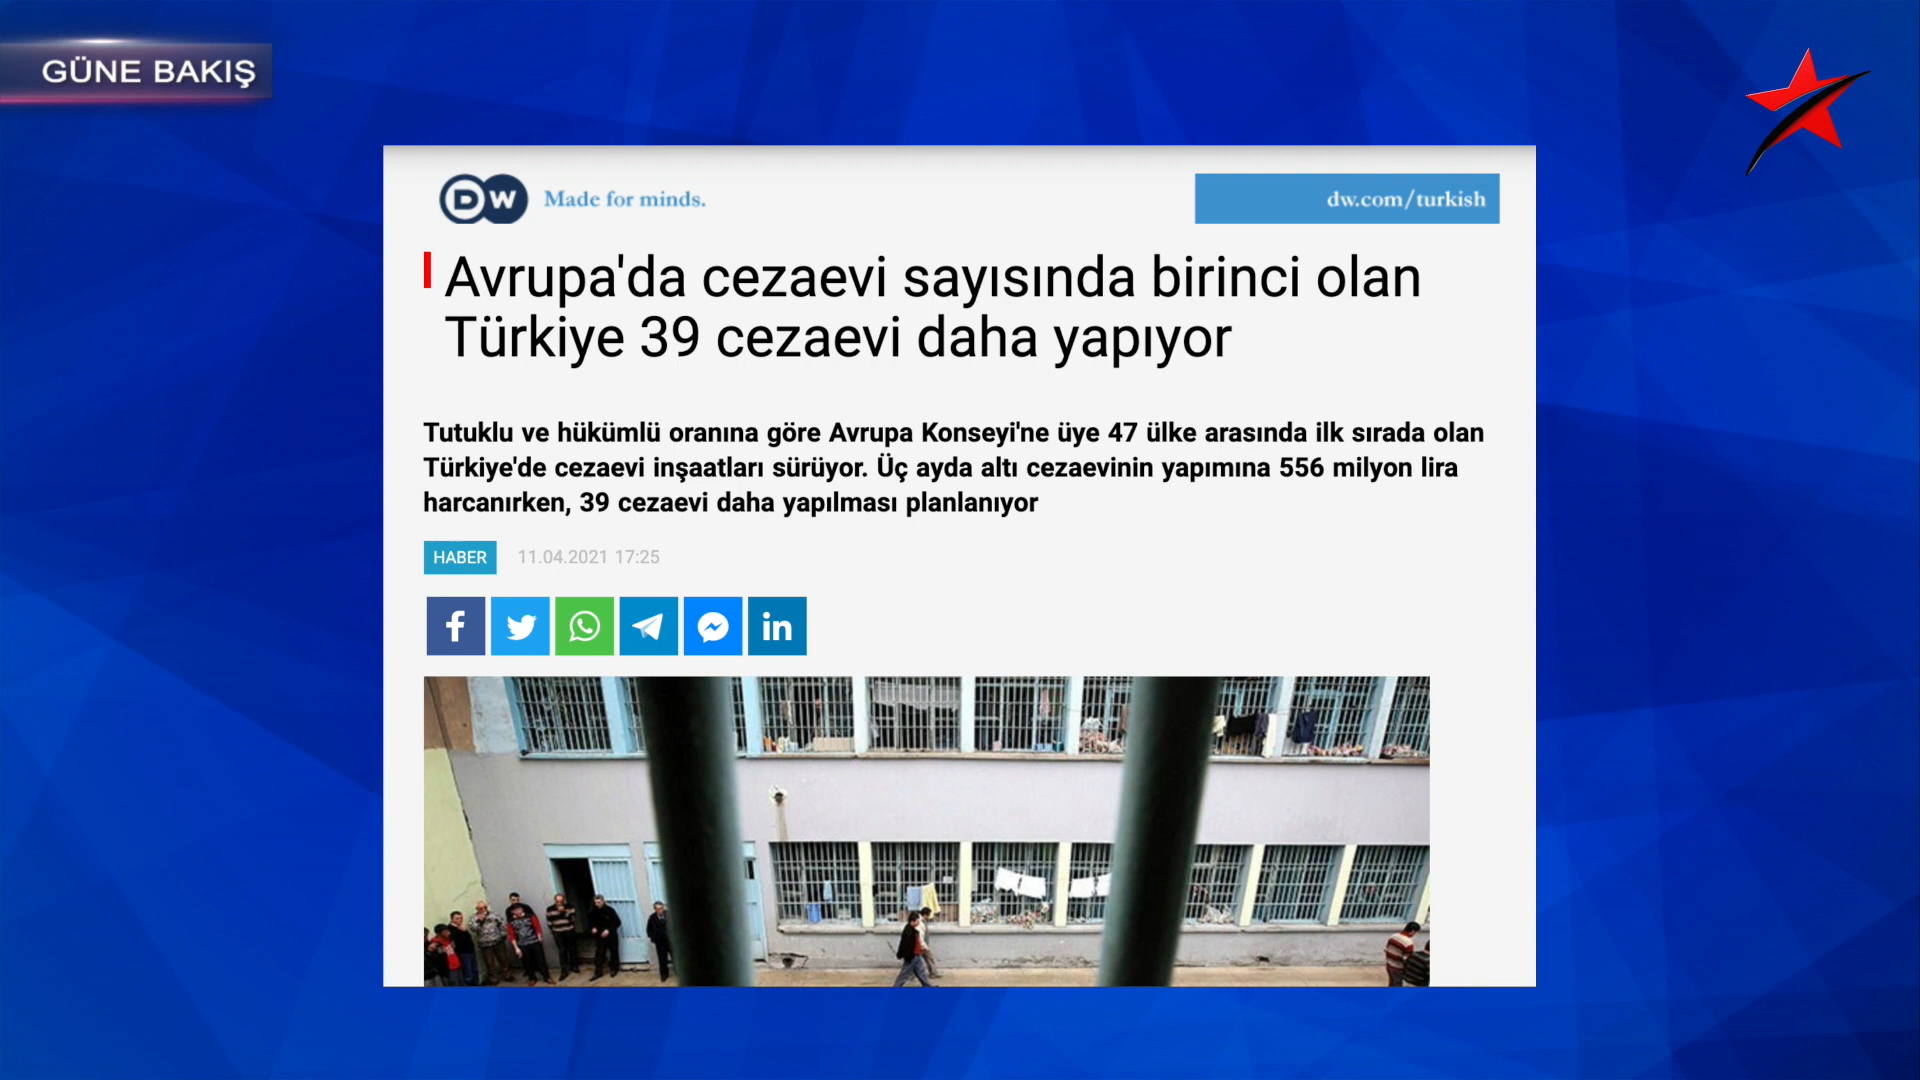 GÜNE BAKIŞ
DW Made for minds.
dw.com/turkish
Avrupa'da cezaevi sayısında birinci olan
Türkiye 39 cezaevi daha yapıyor
Tutuklu ve hükümlü oranına göre Avrupa Konseyi'ne üye 47 ülke arasında ilk sırada olan
Türkiye'de cezaevi inşaatları sürüyor. Üç ayda altı cezaevinin yapımına 556 milyon lira
harcanırken, 39 cezaevi daha yapılması planlanıyor
HABER 11.04.2021 17:25